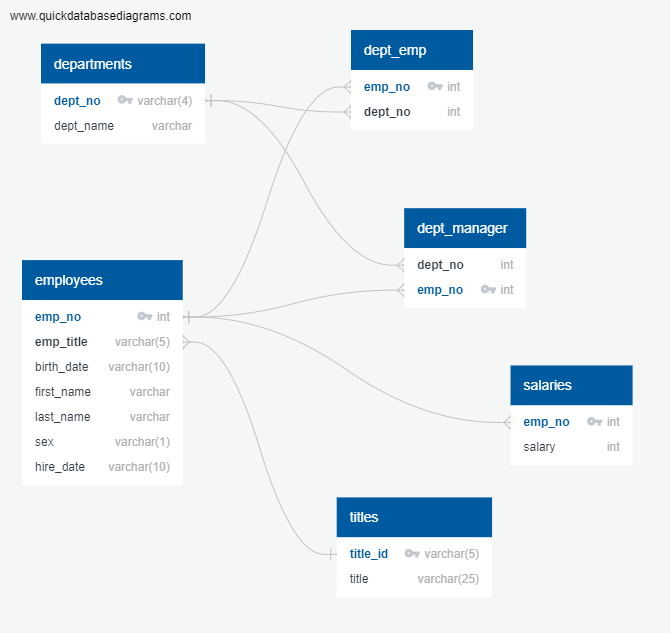 www.quickdatabasediagrams.com
departments
dept_no varchar(4)
dept_name varchar
dept_emp
emp_no int
dept_no int
dept_manager
dept_no int
emp_no int
employees
emp_no int
emp_title varchar(5)
birth_date varchar(10)
first_name varchar
last_name varchar
sex varchar(1)
hire_date varchar(10)
salaries
emp_no int
salary int
titles
title_id varchar(5)
title varchar(25)